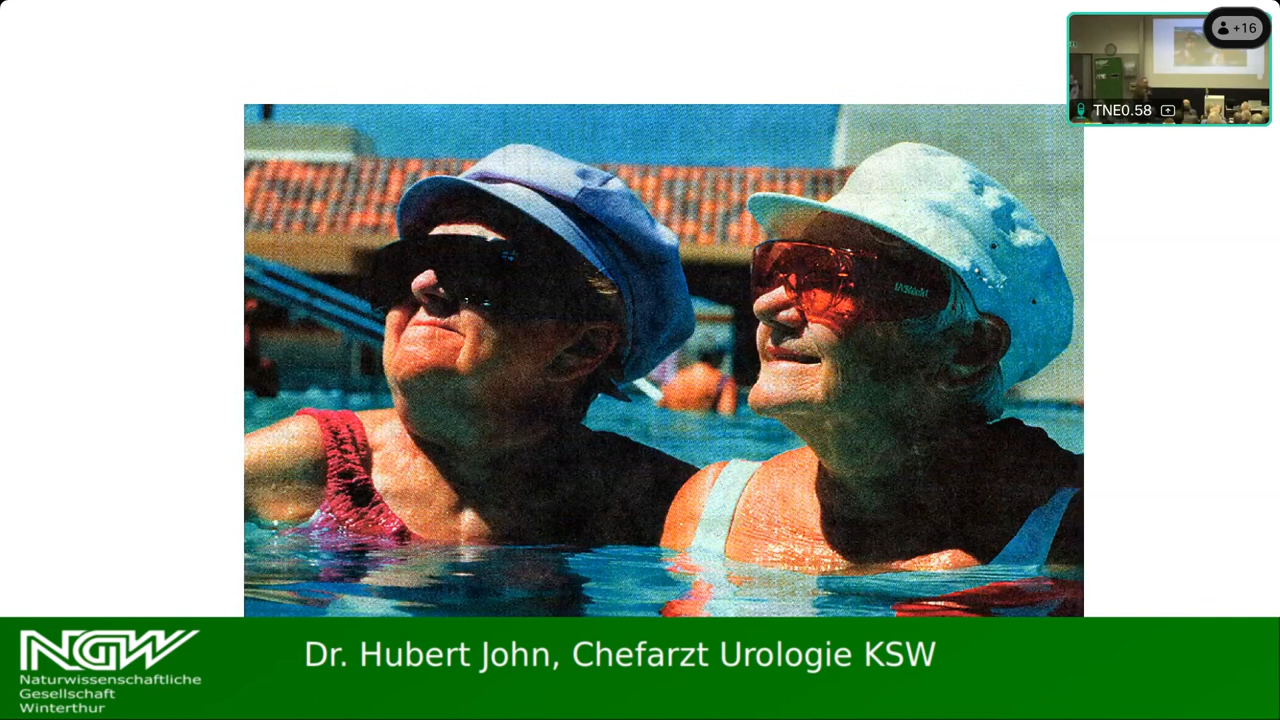 +16
TNE0.58
NGW
Naturwissenschaftliche
Gesellschaft
Winterthur
Dr. Hubert John, Chefarzt Urologie KSW